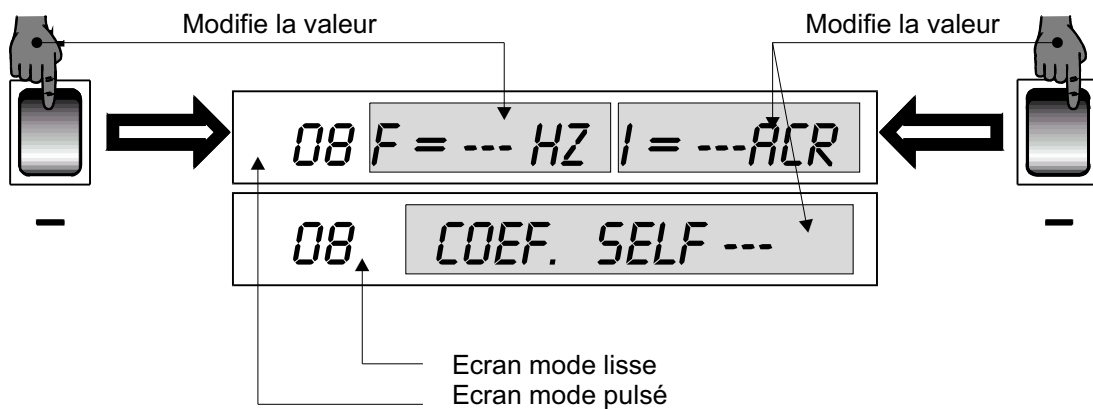 Modifie la valeur Modifie la valeur
08 F = --- HZ I = ---ACR
– –
08 COEF. SELF ---
Ecran mode lisse
Ecran mode pulsé